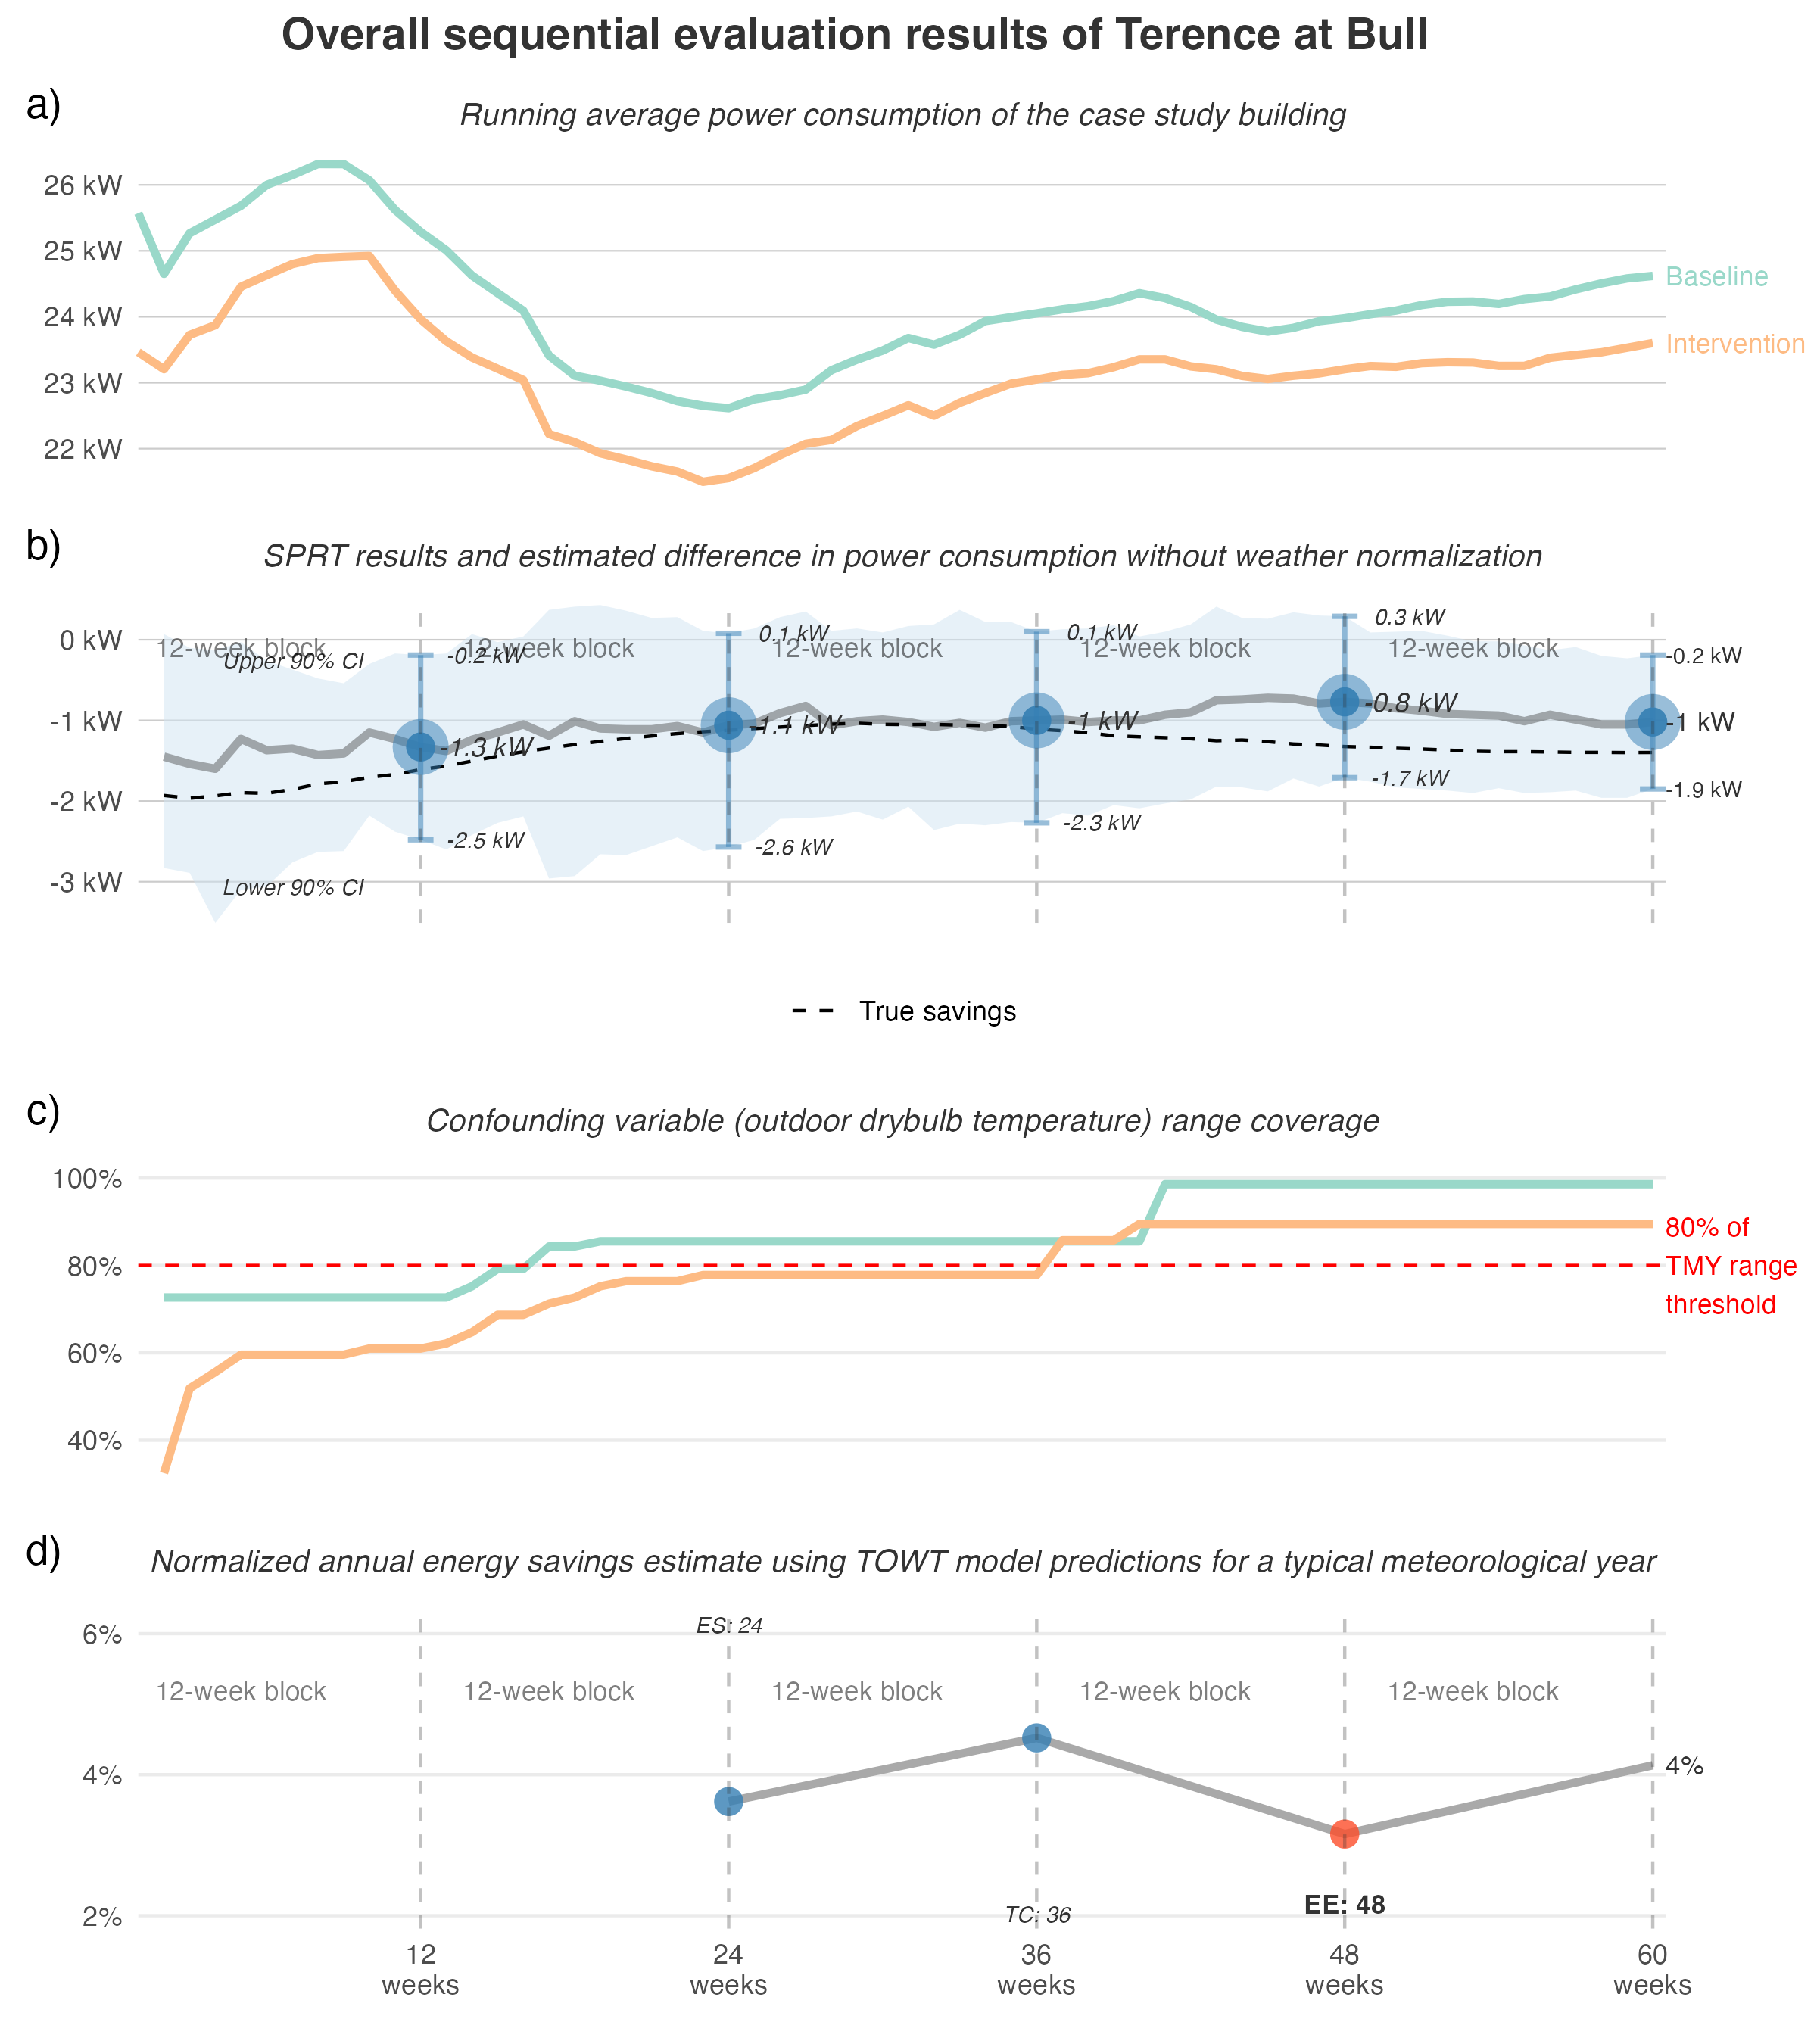 Overall sequential evaluation results of Terence at Bull
a)
Running average power consumption of the case study building
26 kW
25 kW
24 kW
23 kW
22 kW
Baseline
Intervention
b)
SPRT results and estimated difference in power consumption without weather normalization
0 kW
-1 kW
-2 kW
-3 kW
12-week block
12-week block
12-week block
12-week block
12-week block
Upper 90% CI
Lower 90% CI
-0.2 kW
0.1 kW
0.1 kW
0.3 kW
-0.2 kW
-1.3 kW
-1.1 kW
-1 kW
-0.8 kW
-1 kW
-2.5 kW
-2.6 kW
-2.3 kW
-1.7 kW
-1.9 kW
True savings
c)
Confounding variable (outdoor drybulb temperature) range coverage
100%
80%
60%
40%
80% of
TMY range
threshold
d)
Normalized annual energy savings estimate using TOWT model predictions for a typical meteorological year
6%
4%
2%
ES: 24
12-week block
12-week block
12-week block
12-week block
12-week block
4%
TC: 36
EE: 48
12
weeks
24
weeks
36
weeks
48
weeks
60
weeks